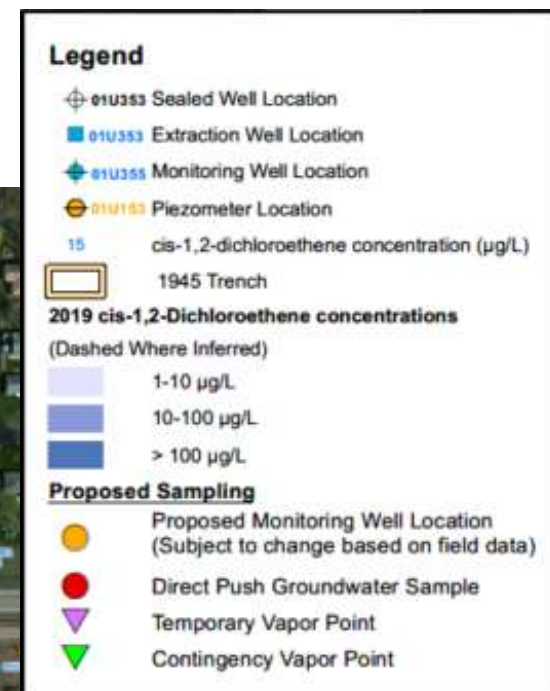 Legend
01U353 Sealed Well Location
01U353 Extraction Well Location
01U355 Monitoring Well Location
01U153 Piezometer Location
15 cis-1,2-dichloroethene concentration (µg/L)
1945 Trench
2019 cis-1,2-Dichloroethene concentrations
(Dashed Where Inferred)
1-10 µg/L
10-100 µg/L
> 100 µg/L
Proposed Sampling
Proposed Monitoring Well Location
(Subject to change based on field data)
Direct Push Groundwater Sample
Temporary Vapor Point
Contingency Vapor Point